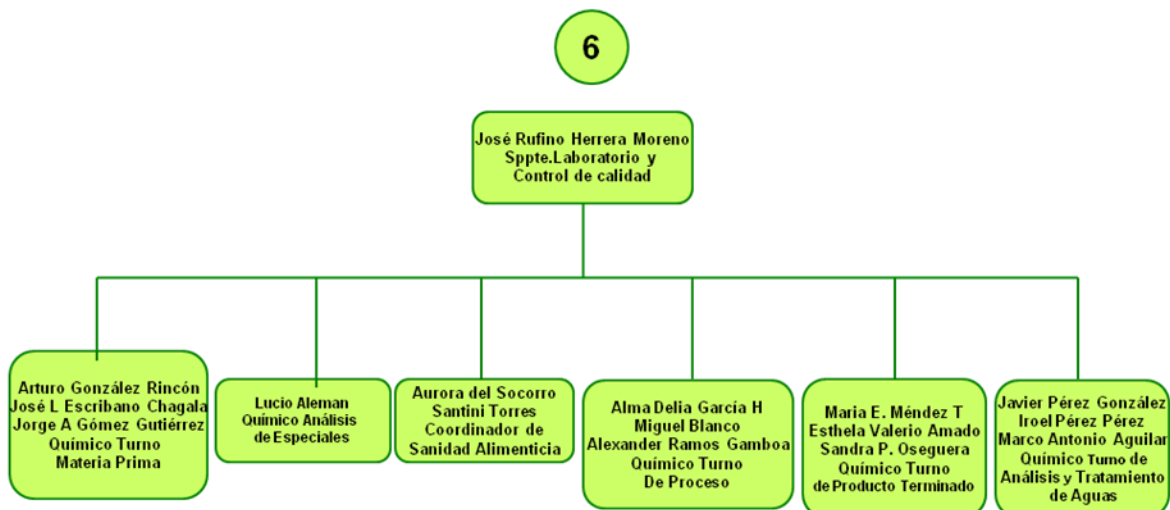 6
José Rufino Herrera Moreno
Sppte.Laboratorio y
Control de calidad
Arturo González Rincón
José L Escribano Chagala
Jorge A Gómez Gutiérrez
Químico Turno
Materia Prima
Lucio Aleman
Químico Análisis
de Especiales
Aurora del Socorro
Santini Torres
Coordinador de
Sanidad Alimenticia
Alma Delia García H
Miguel Blanco
Alexander Ramos Gamboa
Químico Turno
De Proceso
Maria E. Méndez T
Esthela Valerio Amado
Sandra P. Oseguera
Químico Turno
de Producto Terminado
Javier Pérez González
Iroel Pérez Pérez
Marco Antonio Aguilar
Químico Turno de
Análisis y Tratamiento
de Aguas